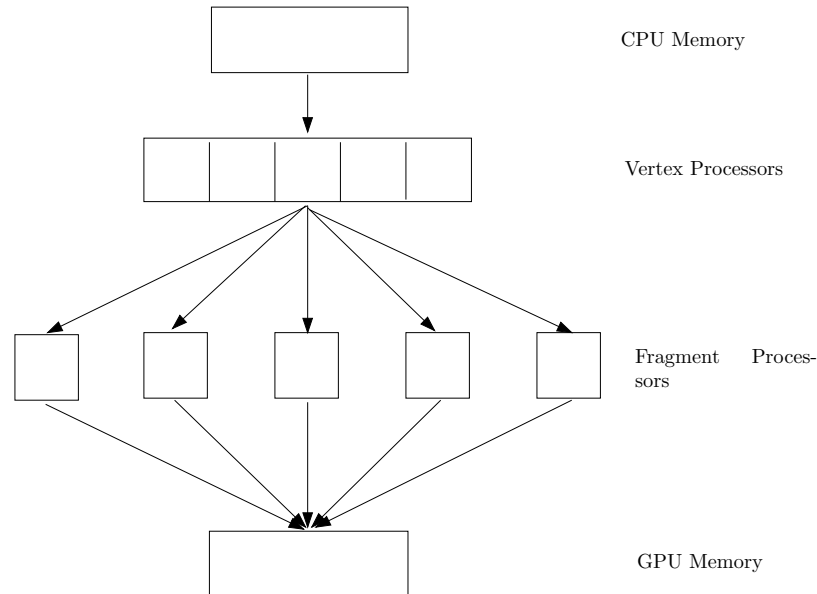 CPU Memory
Vertex Processors
Fragment Proces-
sors
GPU Memory